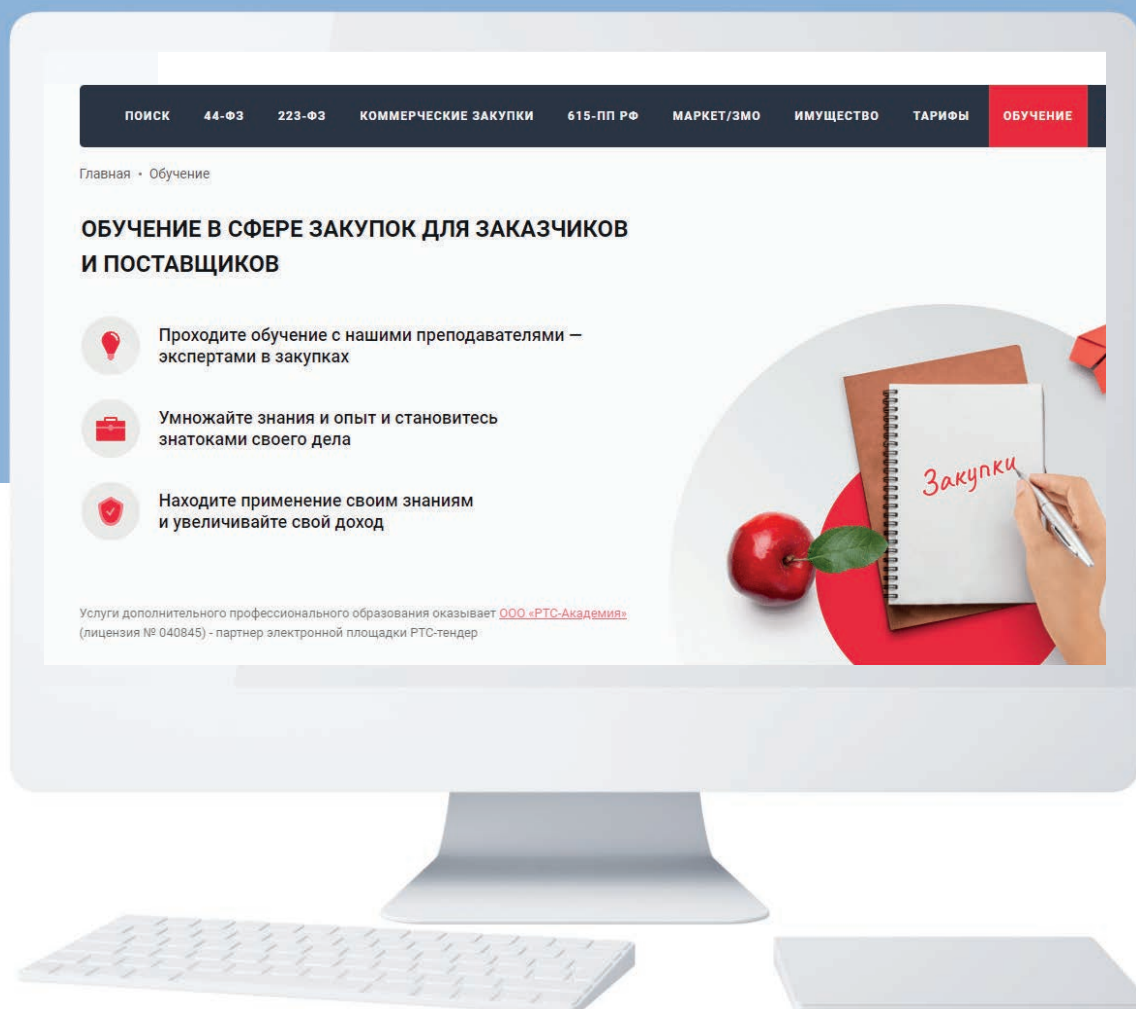 ПОИСК 44-ФЗ 223-ФЗ КОММЕРЧЕСКИЕ ЗАКУПКИ 615-ПП РФ МАРКЕТ/ЗМО ИМУЩЕСТВО ТАРИФЫ ОБУЧЕНИЕ
Главная • Обучение
ОБУЧЕНИЕ В СФЕРЕ ЗАКУПОК ДЛЯ ЗАКАЗЧИКОВ
И ПОСТАВЩИКОВ
Проходите обучение с нашими преподавателями —
экспертами в закупках
Умножайте знания и опыт и становитесь
знатоками своего дела
Находите применение своим знаниям
и увеличивайте свой доход
Закупки
Услуги дополнительного профессионального образования оказывает ООО «РТС-Академия»
(лицензия № 040845) - партнер электронной площадки РТС-тендер